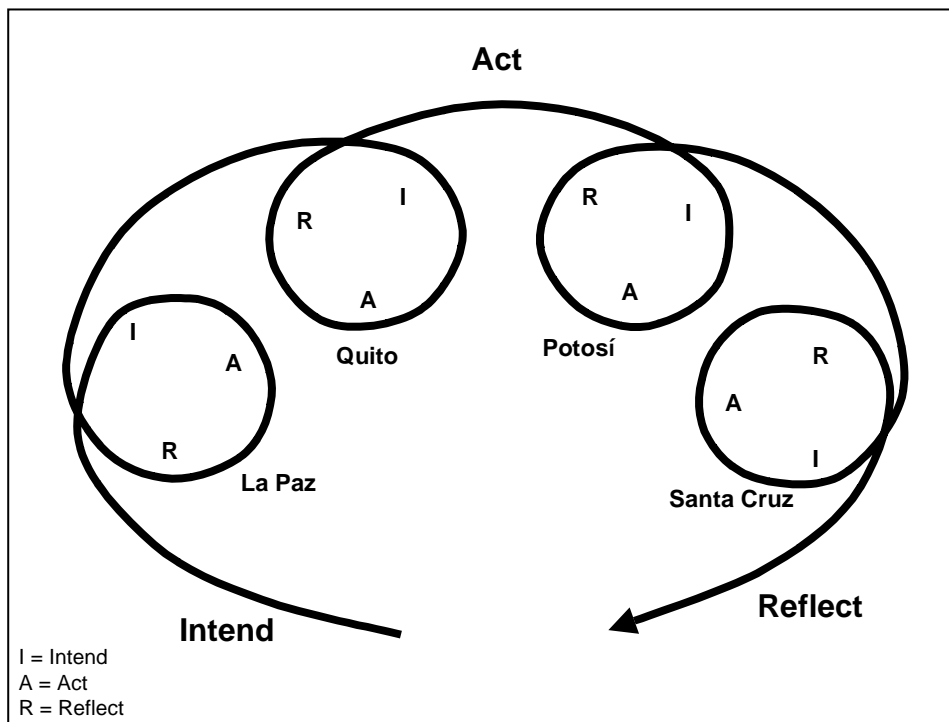 Act
R
I
A
Quito
R
I
A
Potosí
I
A
R
La Paz
R
A
I
Santa Cruz
Intend
Reflect
I = Intend
A = Act
R = Reflect